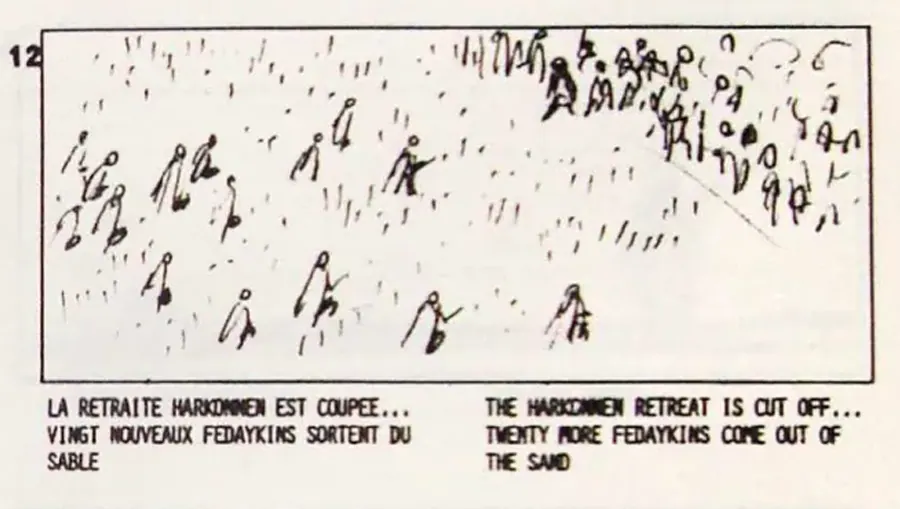 12
LA RETRAITE HARKONNEN EST COUPEE...
VINGT NOUVEAUX FEDAYKINS SORTENT DU
SABLE
THE HARKONNEN RETREAT IS CUT OFF...
TWENTY MORE FEDAYKINS COME OUT OF
THE SAND